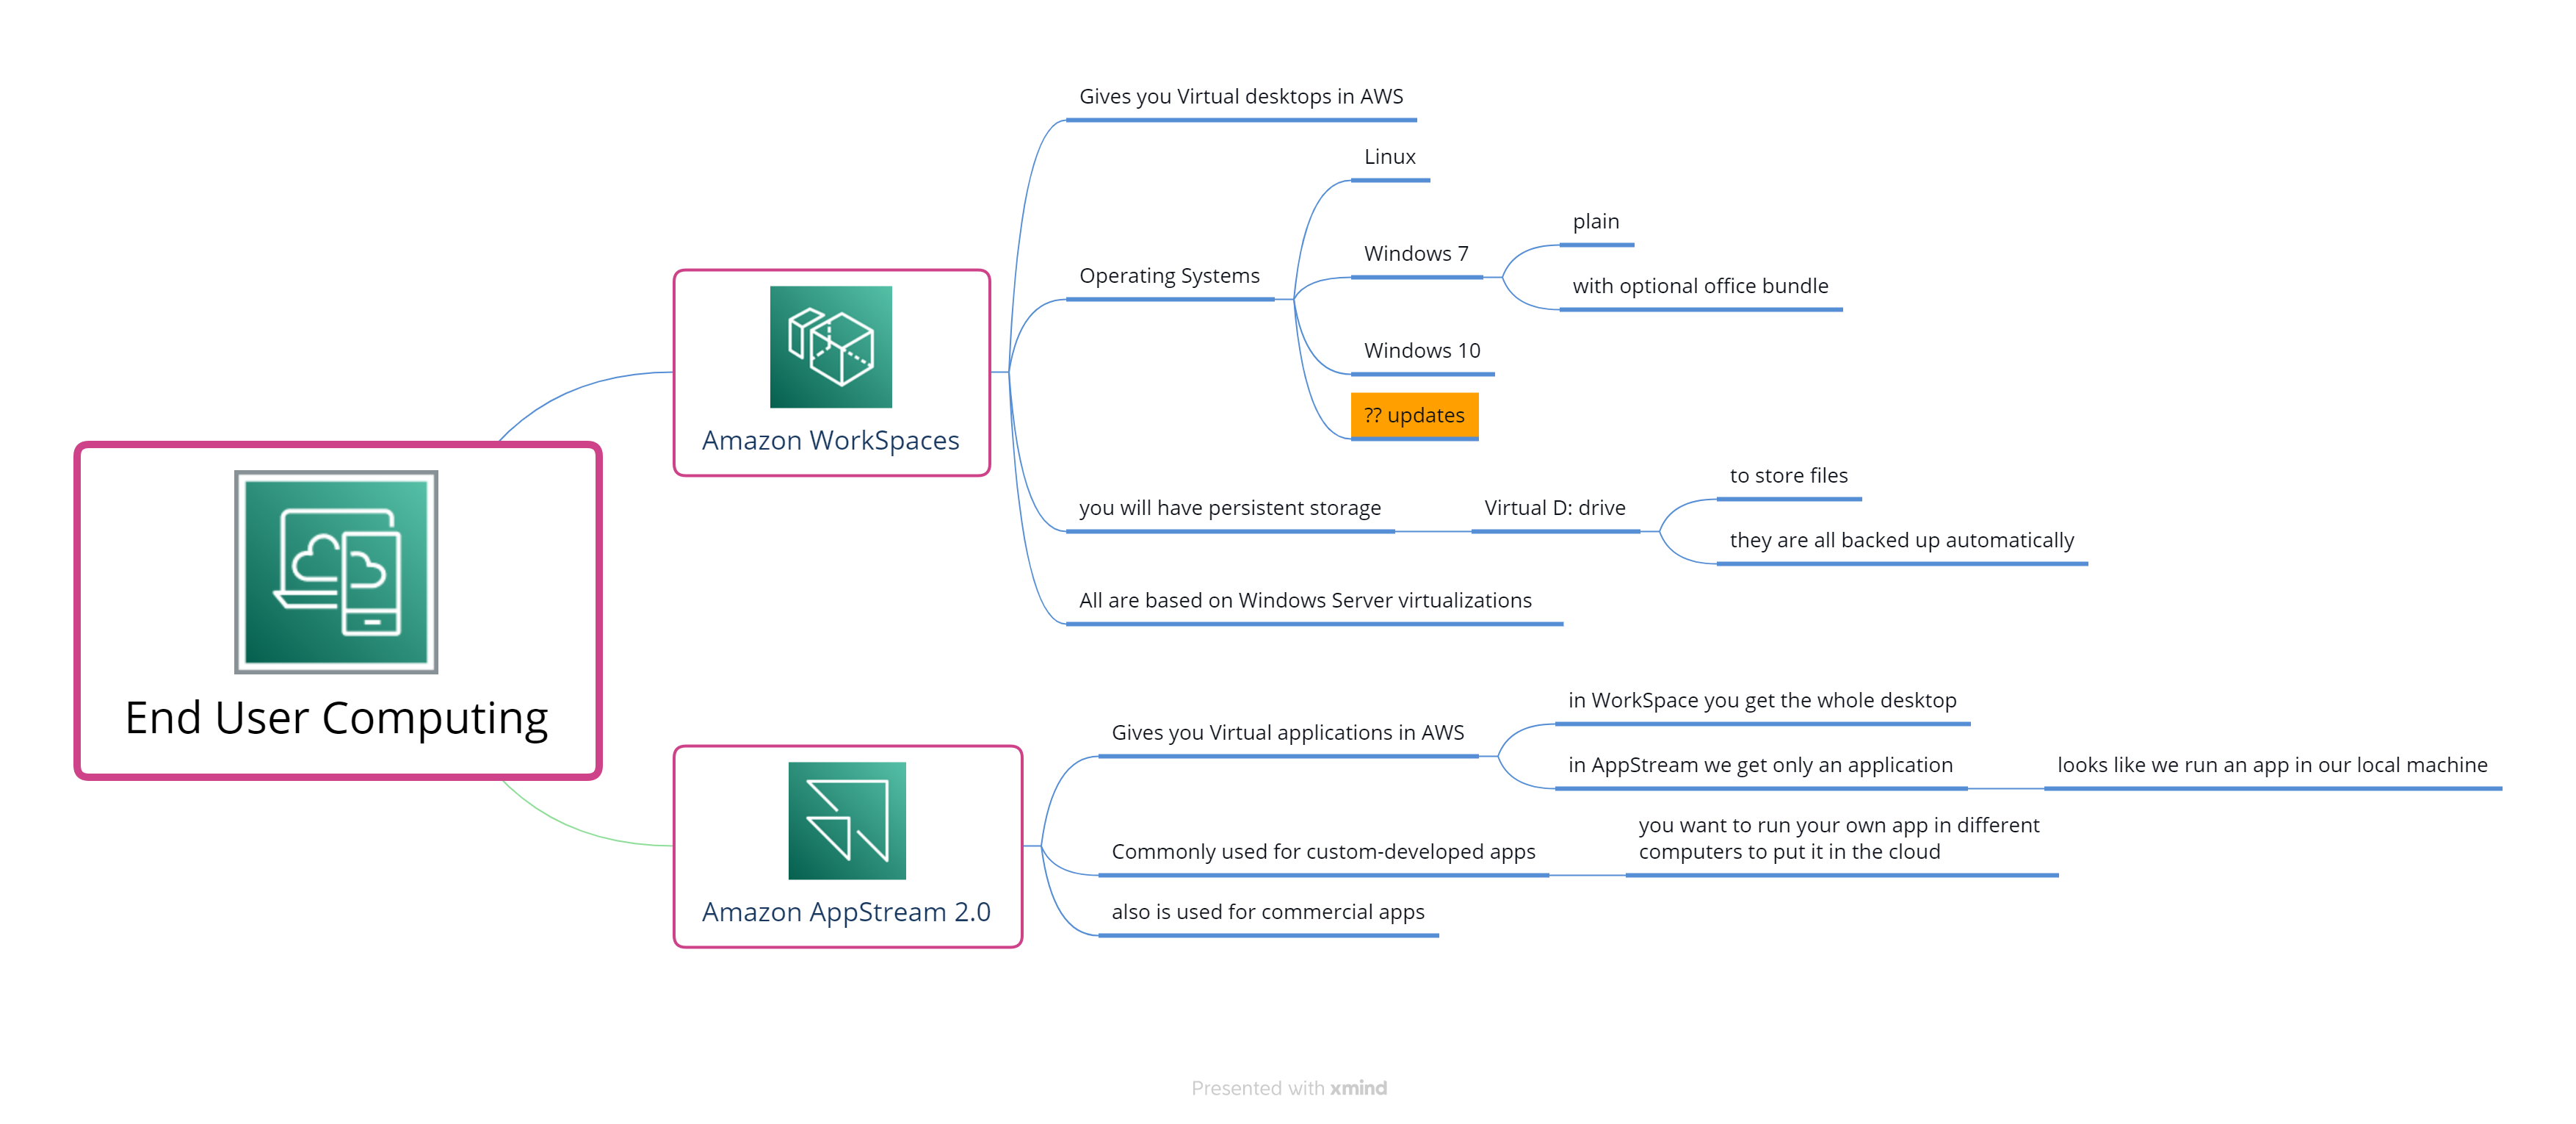 End User Computing
Amazon WorkSpaces
Gives you Virtual desktops in AWS
Operating Systems
Linux
Windows 7
plain
with optional office bundle
Windows 10
?? updates
you will have persistent storage
Virtual D: drive
to store files
they are all backed up automatically
All are based on Windows Server virtualizations
Amazon AppStream 2.0
Gives you Virtual applications in AWS
in WorkSpace you get the whole desktop
in AppStream we get only an application
looks like we run an app in our local machine
Commonly used for custom-developed apps
you want to run your own app in different
computers to put it in the cloud
also is used for commercial apps
Presented with xmind